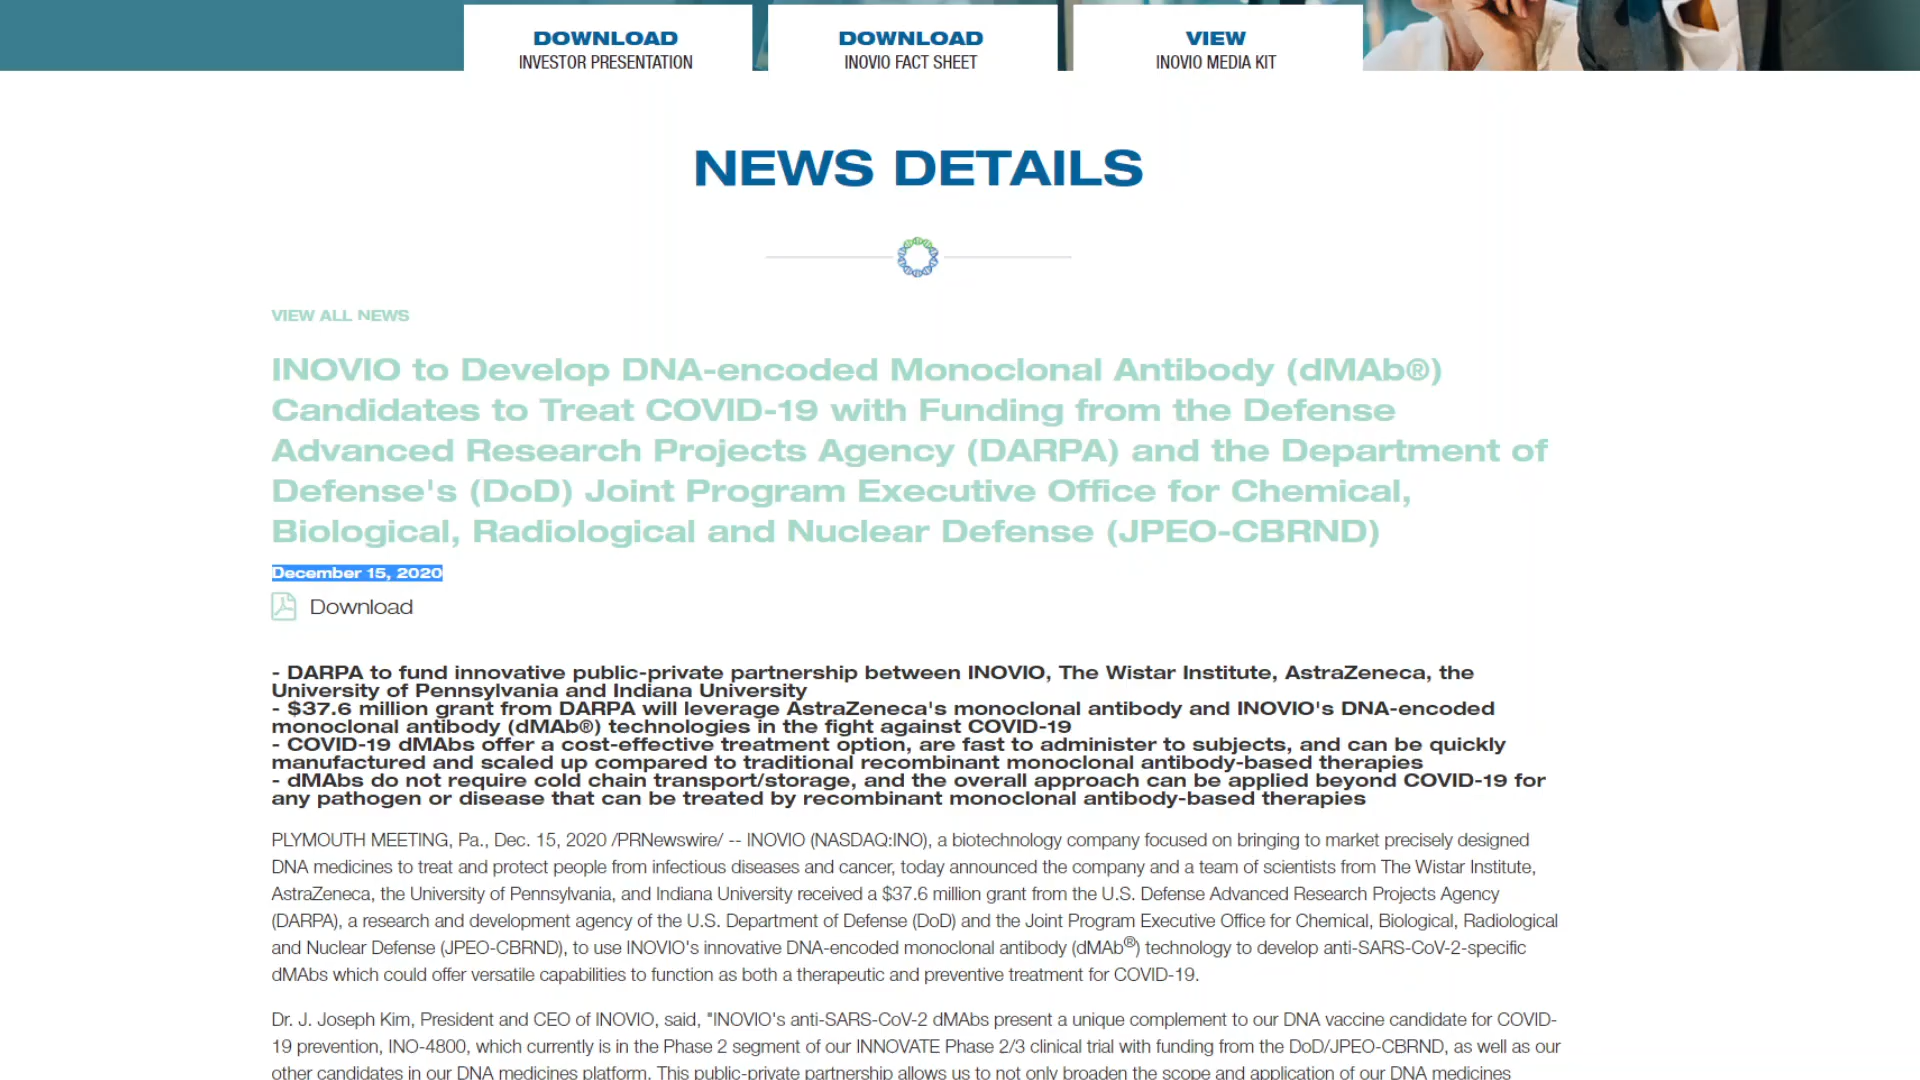 DOWNLOAD
INVESTOR PRESENTATION
DOWNLOAD
INOVIO FACT SHEET
VIEW
INOVIO MEDIA KIT
NEWS DETAILS
VIEW ALL NEWS
INOVIO to Develop DNA-encoded Monoclonal Antibody (dMAb®)
Candidates to Treat COVID-19 with Funding from the Defense
Advanced Research Projects Agency (DARPA) and the Department of
Defense's (DoD) Joint Program Executive Office for Chemical,
Biological, Radiological and Nuclear Defense (JPEO-CBRND)
December 15, 2020
Download
- DARPA to fund innovative public-private partnership between INOVIO, The Wistar Institute, AstraZeneca, the
University of Pennsylvania and Indiana University
- $37.6 million grant from DARPA will leverage AstraZeneca's monoclonal antibody and INOVIO's DNA-encoded
monoclonal antibody (dMAb®) technologies in the fight against COVID-19
- COVID-19 dMAbs offer a cost-effective treatment option, are fast to administer to subjects, and can be quickly
manufactured and scaled up compared to traditional recombinant monoclonal antibody-based therapies
- dMAbs do not require cold chain transport/storage, and the overall approach can be applied beyond COVID-19 for
any pathogen or disease that can be treated by recombinant monoclonal antibody-based therapies
PLYMOUTH MEETING, Pa., Dec. 15, 2020 /PRNewswire/ -- INOVIO (NASDAQ:INO), a biotechnology company focused on bringing to market precisely designed
DNA medicines to treat and protect people from infectious diseases and cancer, today announced the company and a team of scientists from The Wistar Institute,
AstraZeneca, the University of Pennsylvania, and Indiana University received a $37.6 million grant from the U.S. Defense Advanced Research Projects Agency
(DARPA), a research and development agency of the U.S. Department of Defense (DoD) and the Joint Program Executive Office for Chemical, Biological, Radiological
and Nuclear Defense (JPEO-CBRND), to use INOVIO's innovative DNA-encoded monoclonal antibody (dMAb®) technology to develop anti-SARS-CoV-2-specific
dMAbs which could offer versatile capabilities to function as both a therapeutic and preventive treatment for COVID-19.
Dr. J. Joseph Kim, President and CEO of INOVIO, said, "INOVIO's anti-SARS-CoV-2 dMAbs present a unique complement to our DNA vaccine candidate for COVID-
19 prevention, INO-4800, which currently is in the Phase 2 segment of our INNOVATE Phase 2/3 clinical trial with funding from the DoD/JPEO-CBRND, as well as our
other candidates in our DNA medicines platform. This public-private partnership allows us to not only broaden the scope and application of our DNA medicines